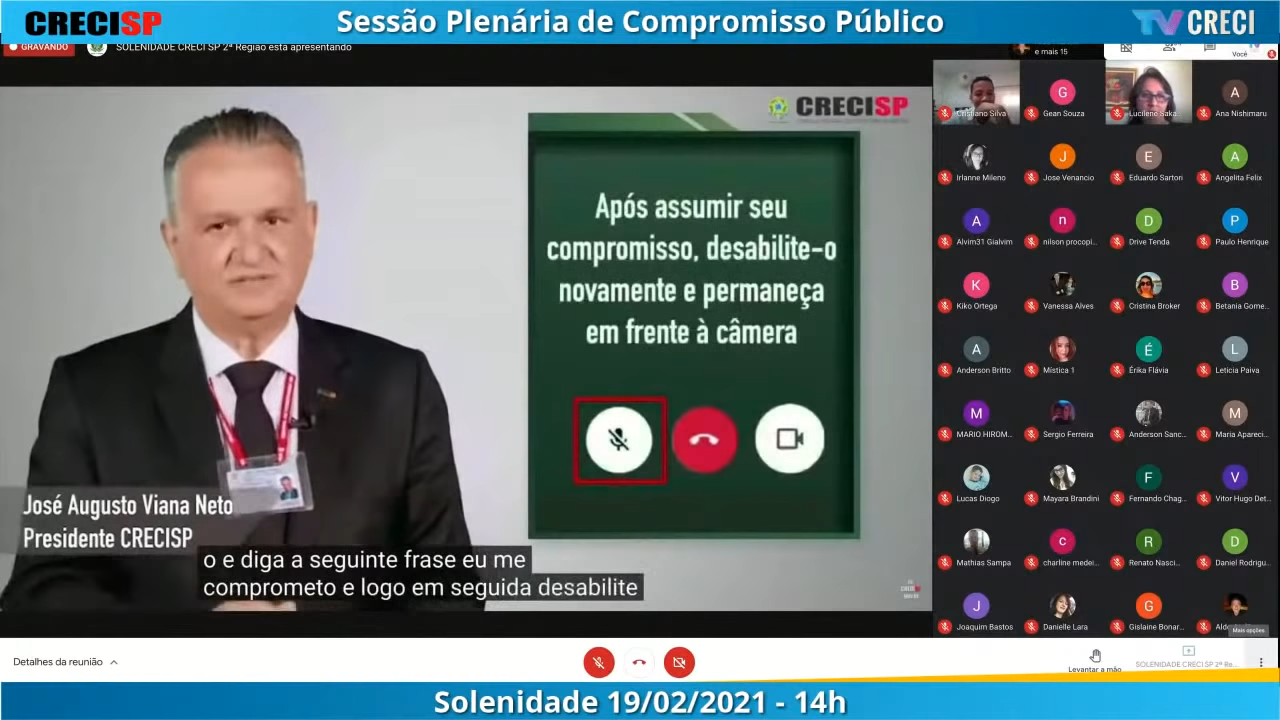 CRECISP
Sessão Plenária de Compromisso Público
TV CRECI
GRAVANDO
SOLENIDADE CRECI SP 2ª Região está apresentando
e mais 15
Você
CRECISP
Após assumir seu
compromisso, desabilite-o
novamente e permaneça
em frente à câmera
José Augusto Viana Neto
Presidente CRECISP
o e diga a seguinte frase eu me
comprometo e logo em seguida desabilite
Cristiano Silva
G
Gean Souza
Lucilene Saka...
A
Ana Nishimaru
Irlanne Mileno
J
Jose Venancio
E
Eduardo Sartori
A
Angelita Felix
A
Alvim31 Gialvim
n
nilson procopi...
D
Drive Tenda
P
Paulo Henrique
K
Kiko Ortega
Vanessa Alves
Cristina Broker
B
Betania Gome...
A
Anderson Britto
Mística 1
É
Érika Flávia
L
Leticia Paiva
M
MARIO HIROM...
Sergio Ferreira
Anderson Sanc...
M
Maria Apareci...
Lucas Diogo
Mayara Brandini
F
Fernando Chag...
V
Vitor Hugo Det...
Mathias Sampa
c
charline medei...
R
Renato Nasci...
D
Daniel Rodrigu...
J
Joaquim Bastos
Danielle Lara
G
Gislaine Bonar...
Mais opções
Detalhes da reunião
Levantar a mão
SOLENIDADE CRECI SP 2ª Re...
Solenidade 19/02/2021 - 14h